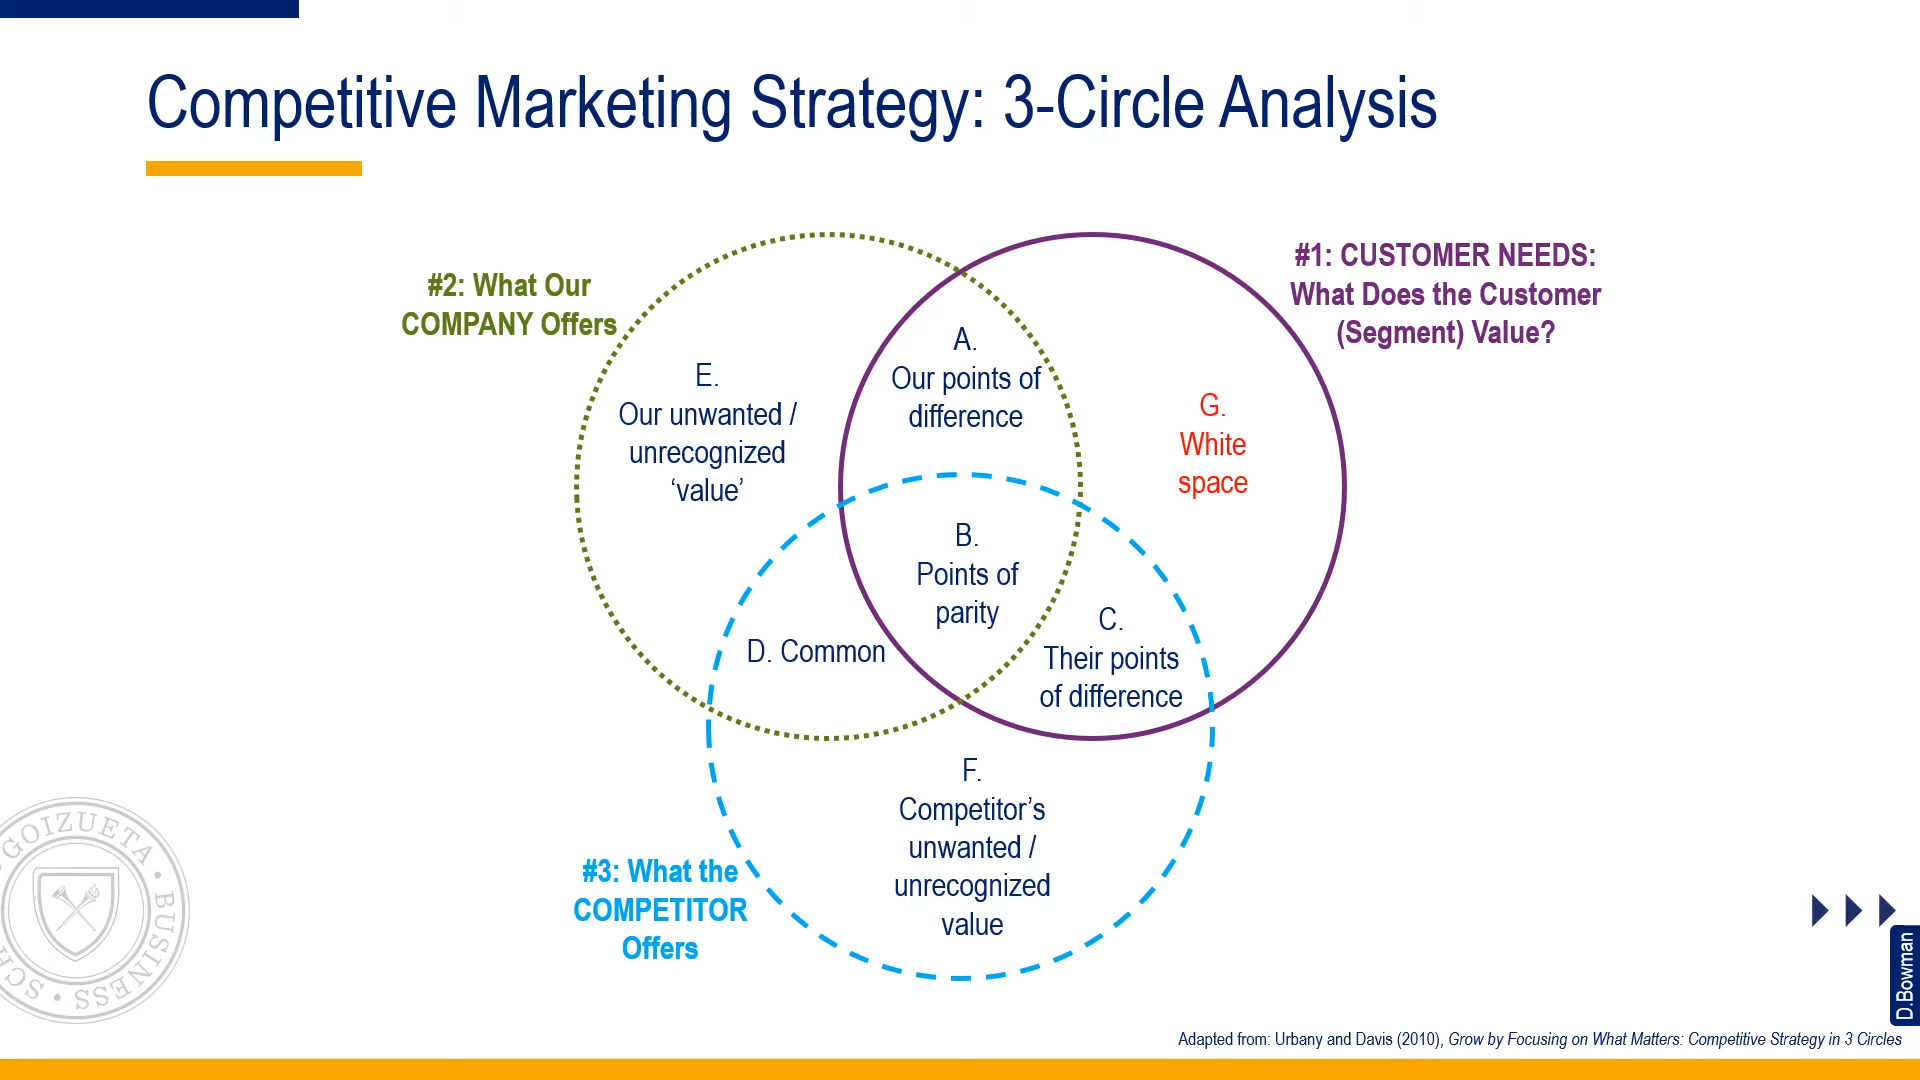 Competitive Marketing Strategy: 3-Circle Analysis
#2: What Our
COMPANY Offers
#1: CUSTOMER NEEDS:
What Does the Customer
(Segment) Value?
A.
Our points of
difference
E.
Our unwanted /
unrecognized
‘value’
G.
White
space
B.
Points of
parity
C.
Their points
of difference
D. Common
F.
Competitor’s
unwanted /
unrecognized
value
#3: What the
COMPETITOR
Offers
GOIZUETA • BUSINESS •
D.Bowman
Adapted from: Urbany and Davis (2010), Grow by Focusing on What Matters: Competitive Strategy in 3 Circles